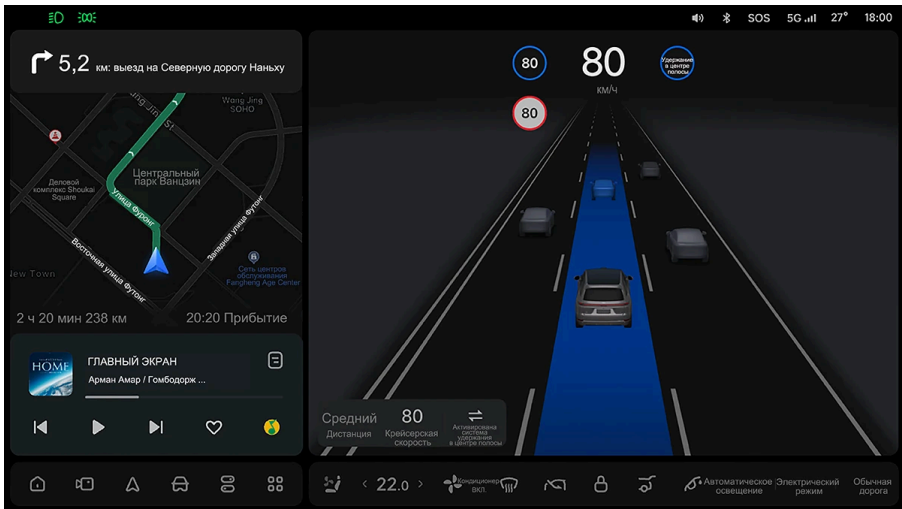 SOS
5G
27°
18:00
5,2 км: выезд на Северную дорогу Наньху
Wang Jing
SOHO
Деловой
комплекс Shoukai
Square
Центральный
парк Ванцзин
Улица Фуронг
Западная улица Футонг
Восточная улица Футонг
New Town
Сеть центров
обслуживания
Fangheng Age Center
2 ч 20 мин 238 км
20:20 Прибытие
HOME
ГЛАВНЫЙ ЭКРАН
Арман Амар / Гомбодорж ...
80
80
км/ч
Удержание
в центре
полосы
80
Средний
Дистанция
80
Крейсерская
скорость
Активирована
система
удержания
в центре полосы
< 22.0 >
Кондиционер
вкл.
Автоматическое
освещение
Электрический
режим
Обычная
дорога